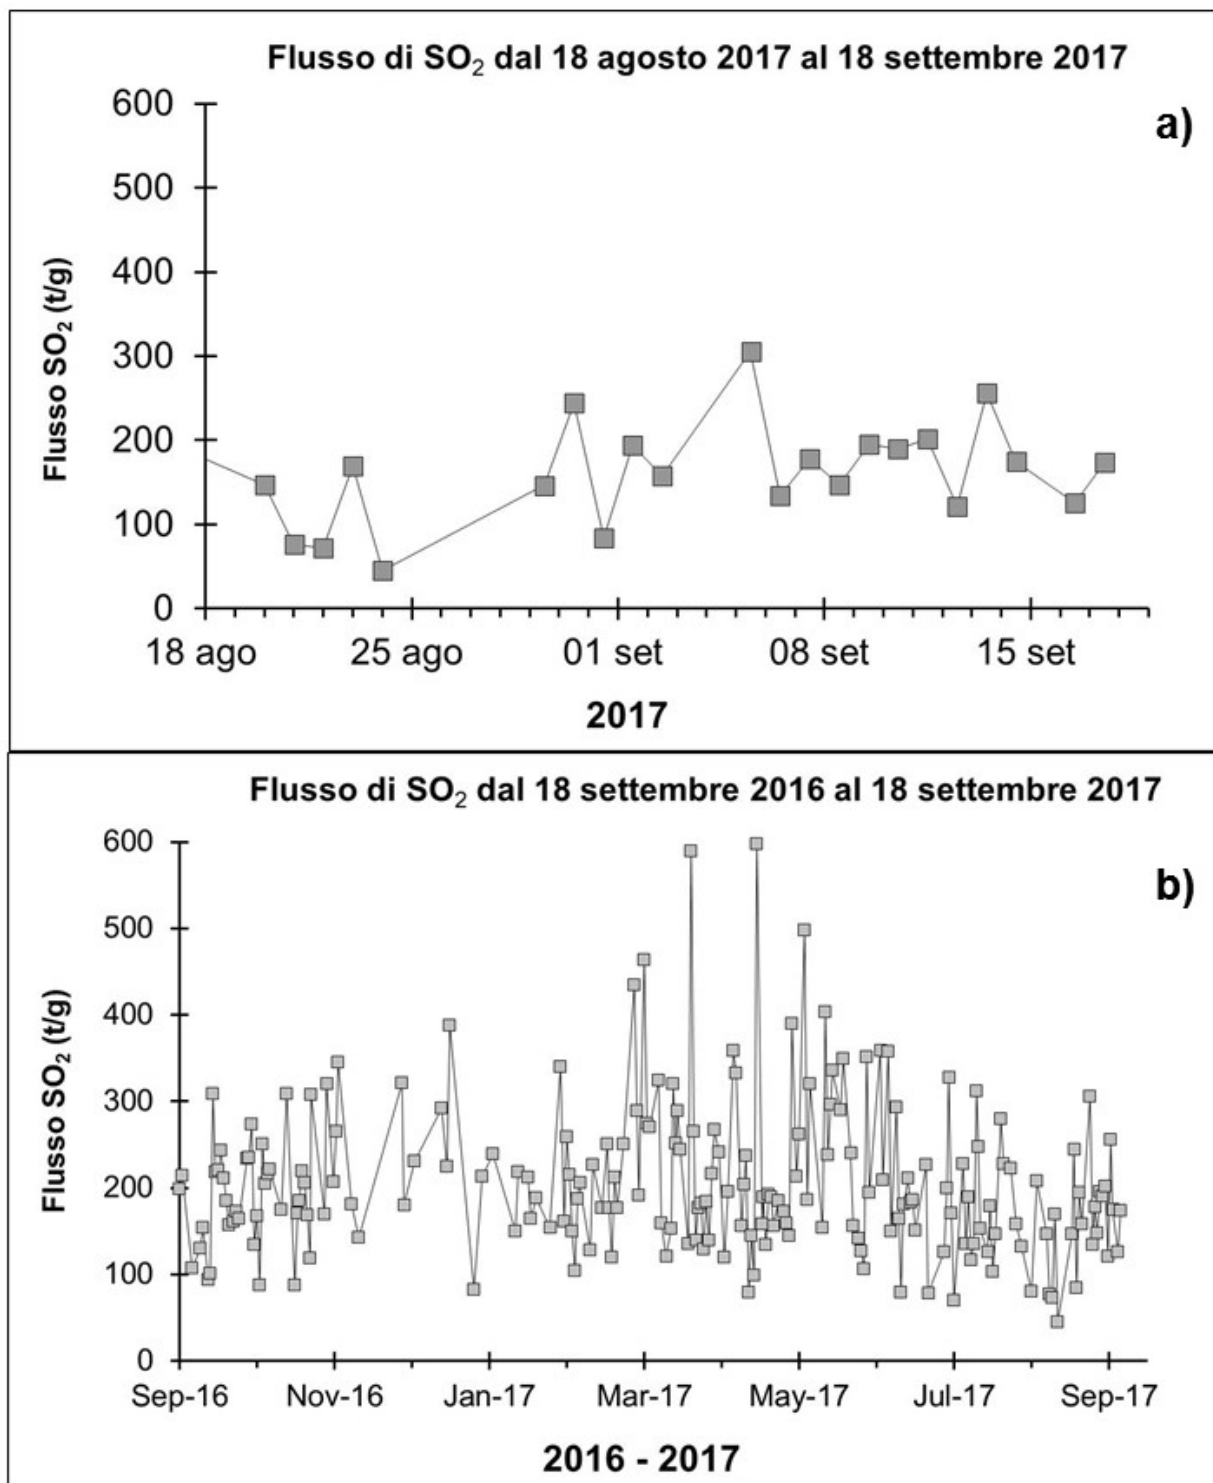 Flusso di SO₂ dal 18 agosto 2017 al 18 settembre 2017
a)
600
500
400
300
200
100
0
Flusso SO₂ (t/g)
18 ago 25 ago 01 set 08 set 15 set
2017
Flusso di SO₂ dal 18 settembre 2016 al 18 settembre 2017
b)
600
500
400
300
200
100
0
Flusso SO₂ (t/g)
Sep-16 Nov-16 Jan-17 Mar-17 May-17 Jul-17 Sep-17
2016 - 2017